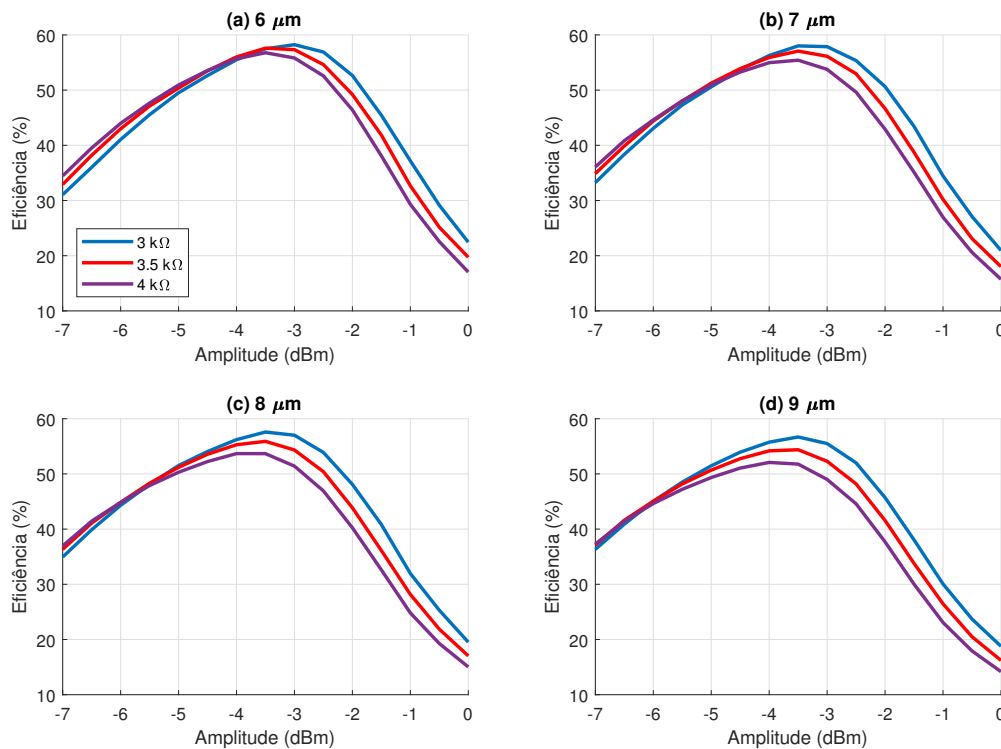 (a) 6 μm
60
50
40
30
20
10
Eficiência (%)
3 kΩ
3.5 kΩ
4 kΩ
-7 -6 -5 -4 -3 -2 -1 0
Amplitude (dBm)
(b) 7 μm
60
50
40
30
20
10
Eficiência (%)
-7 -6 -5 -4 -3 -2 -1 0
Amplitude (dBm)
(c) 8 μm
60
50
40
30
20
10
Eficiência (%)
-7 -6 -5 -4 -3 -2 -1 0
Amplitude (dBm)
(d) 9 μm
60
50
40
30
20
10
Eficiência (%)
-7 -6 -5 -4 -3 -2 -1 0
Amplitude (dBm)